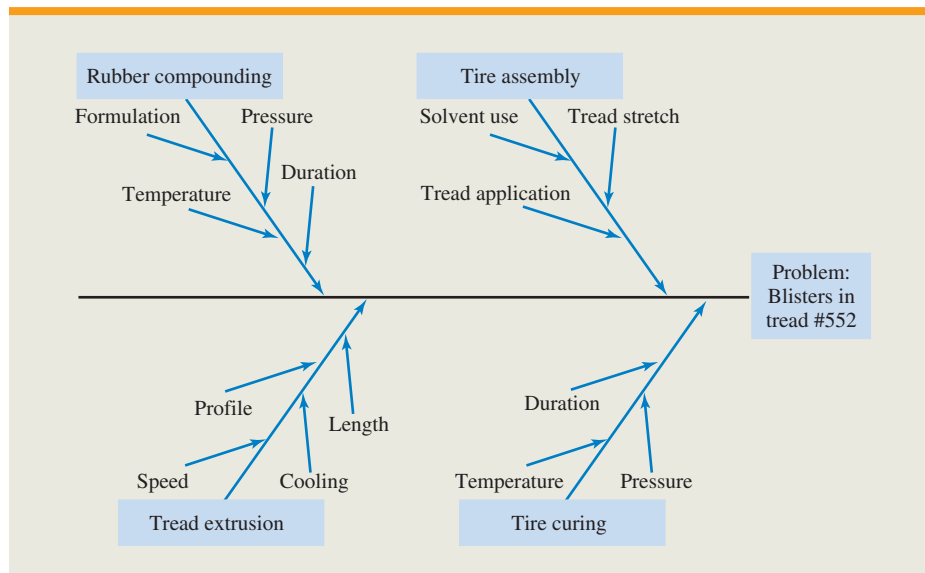 Rubber compounding
Tire assembly
Formulation
Pressure
Solvent use
Tread stretch
Duration
Temperature
Tread application
Problem:
Blisters in
tread #552
Profile
Length
Duration
Speed
Cooling
Temperature
Pressure
Tread extrusion
Tire curing